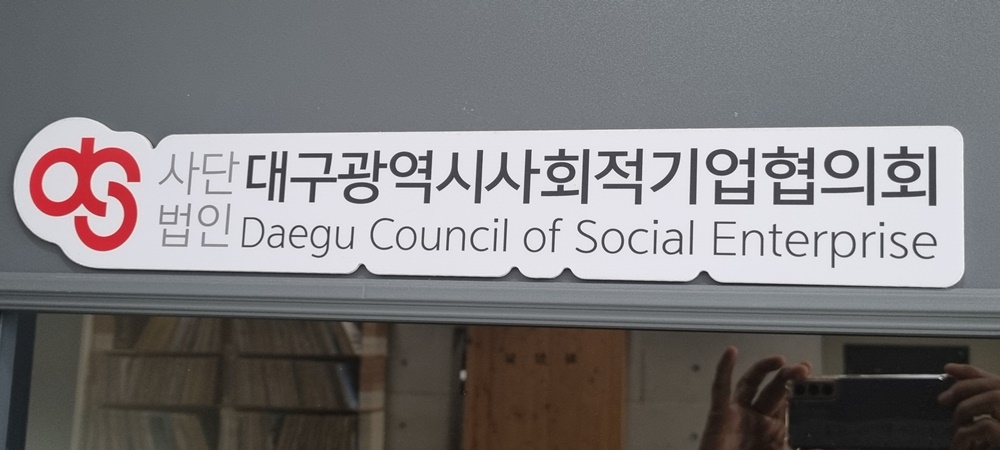 사단
법인
대구광역시사회적기업협의회
Daegu Council of Social Enterprise